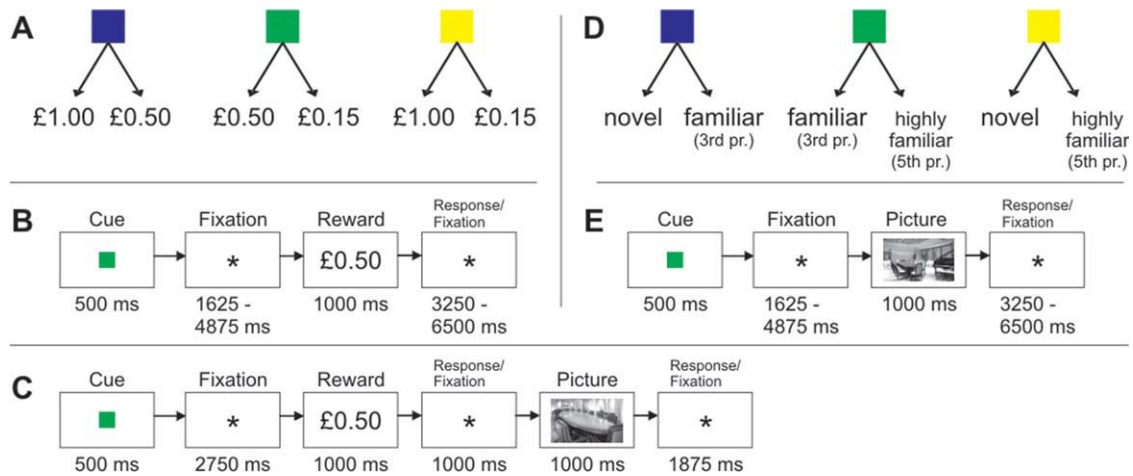 A
£1.00 £0.50 £0.50 £0.15 £1.00 £0.15
D
novel familiar familiar highly novel highly
(3rd pr.) (3rd pr.) familiar familiar
(5th pr.) (5th pr.)
B
Cue Fixation Reward Response/
Fixation
* £0.50 *
500 ms 1625 - 1000 ms 3250 -
4875 ms 6500 ms
E
Cue Fixation Picture Response/
Fixation
* *
500 ms 1625 - 1000 ms 3250 -
4875 ms 6500 ms
C
Cue Fixation Reward Response/ Picture Response/
Fixation Fixation
* £0.50 * *
500 ms 2750 ms 1000 ms 1000 ms 1000 ms 1875 ms